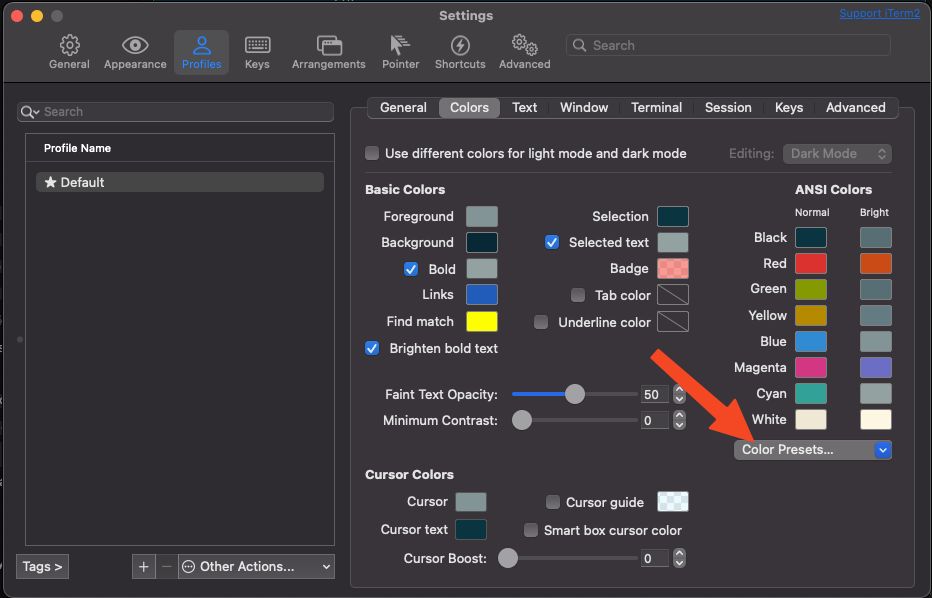 Settings
Support iTerm2
General
Appearance
Profiles
Keys
Arrangements
Pointer
Shortcuts
Advanced
Search
Search
Profile Name
Default
Tags >
+
−
Other Actions...
General
Colors
Text
Window
Terminal
Session
Keys
Advanced
Use different colors for light mode and dark mode
Editing: Dark Mode
Basic Colors
Foreground
Background
Bold
Links
Find match
Brighten bold text
Selection
Selected text
Badge
Tab color
Underline color
Faint Text Opacity: 50
Minimum Contrast: 0
ANSI Colors
Normal Bright
Black
Red
Green
Yellow
Blue
Magenta
Cyan
White
Color Presets...
Cursor Colors
Cursor
Cursor text
Cursor guide
Smart box cursor color
Cursor Boost: 0